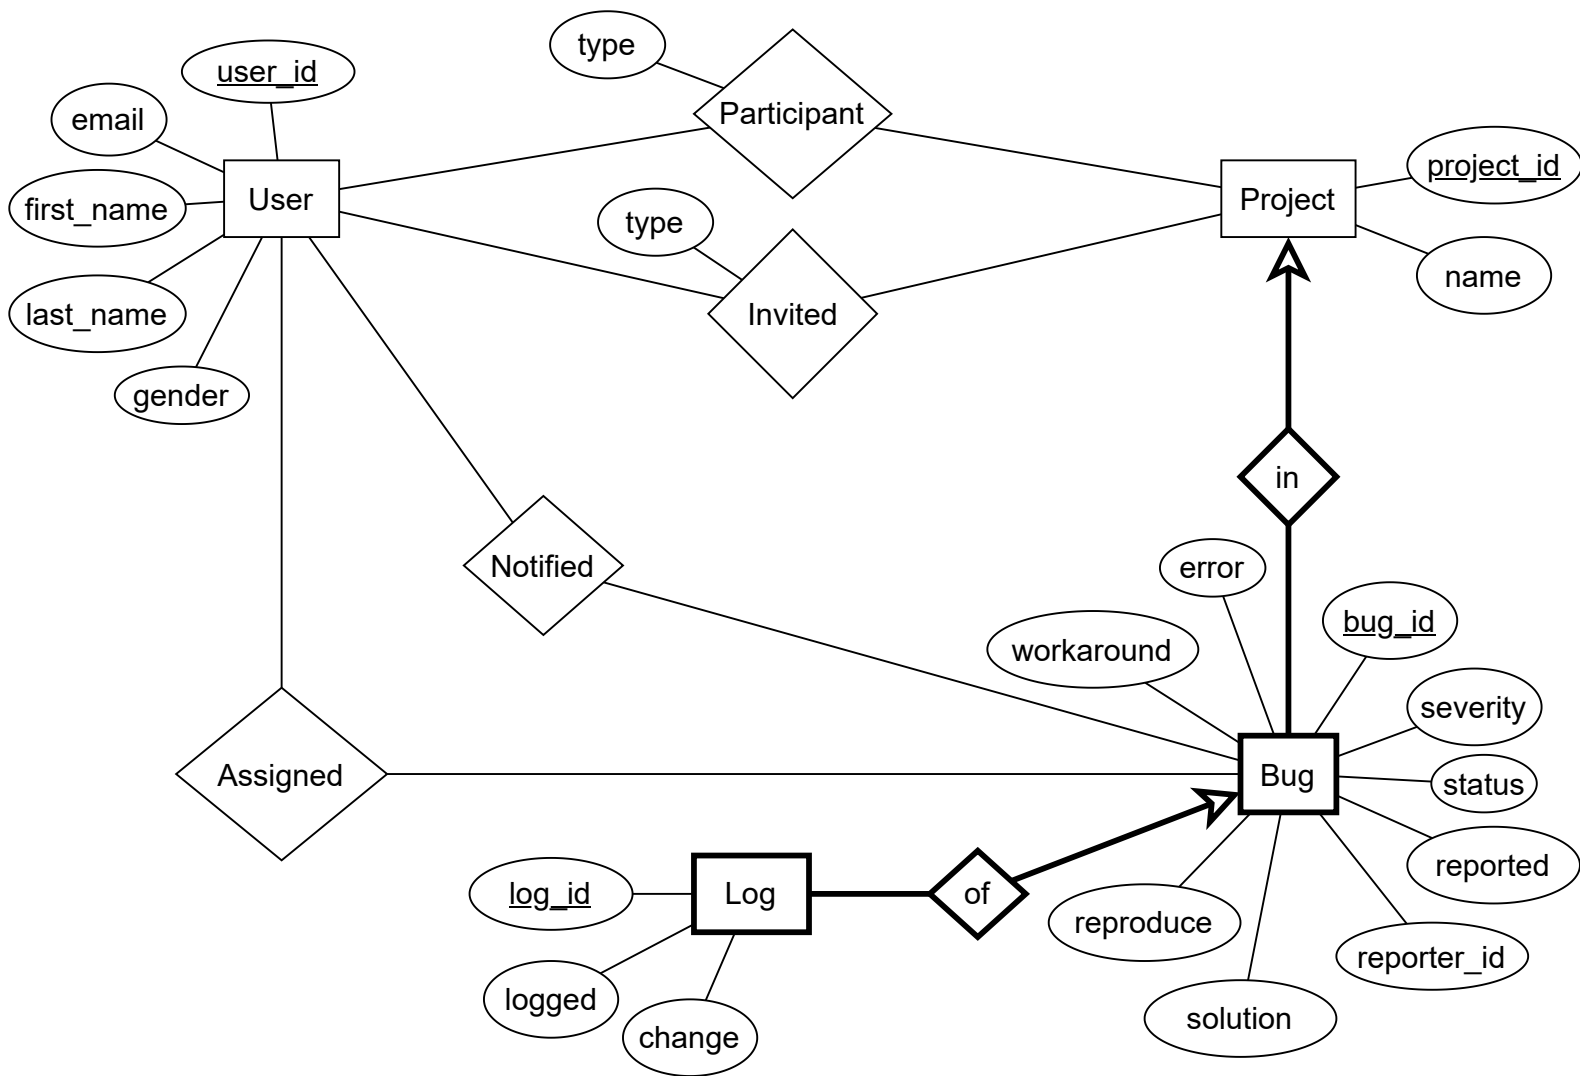 type
user_id
email
Participant
first_name
User
project_id
Project
type
name
last_name
Invited
gender
in
Notified
error
bug_id
workaround
severity
Assigned
Bug
status
reported
log_id
Log
of
reproduce
reporter_id
logged
solution
change